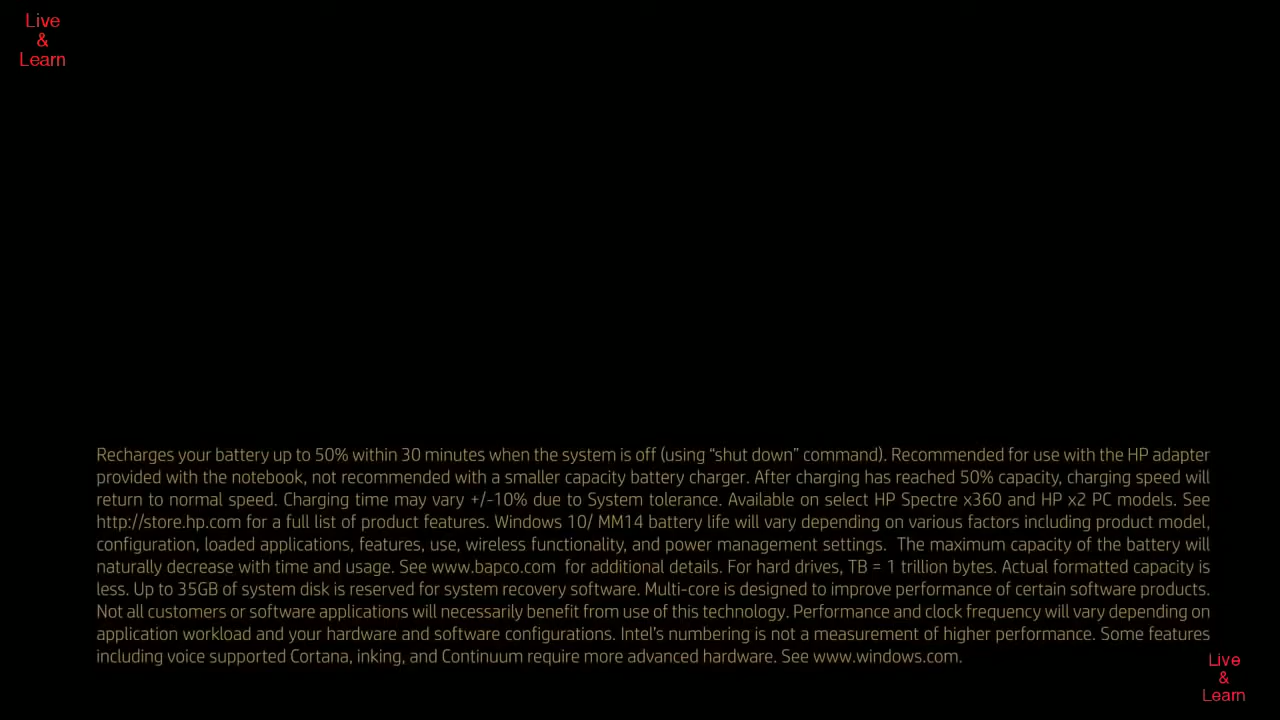 Live
&
Learn
Recharges your battery up to 50% within 30 minutes when the system is off (using “shut down” command). Recommended for use with the HP adapter
provided with the notebook, not recommended with a smaller capacity battery charger. After charging has reached 50% capacity, charging speed will
return to normal speed. Charging time may vary +/-10% due to System tolerance. Available on select HP Spectre x360 and HP x2 PC models. See
http://store.hp.com for a full list of product features. Windows 10/ MM14 battery life will vary depending on various factors including product model,
configuration, loaded applications, features, use, wireless functionality, and power management settings.  The maximum capacity of the battery will
naturally decrease with time and usage. See www.bapco.com  for additional details. For hard drives, TB = 1 trillion bytes. Actual formatted capacity is
less. Up to 35GB of system disk is reserved for system recovery software. Multi-core is designed to improve performance of certain software products.
Not all customers or software applications will necessarily benefit from use of this technology. Performance and clock frequency will vary depending on
application workload and your hardware and software configurations. Intel’s numbering is not a measurement of higher performance. Some features
including voice supported Cortana, inking, and Continuum require more advanced hardware. See www.windows.com.
Live
&
Learn